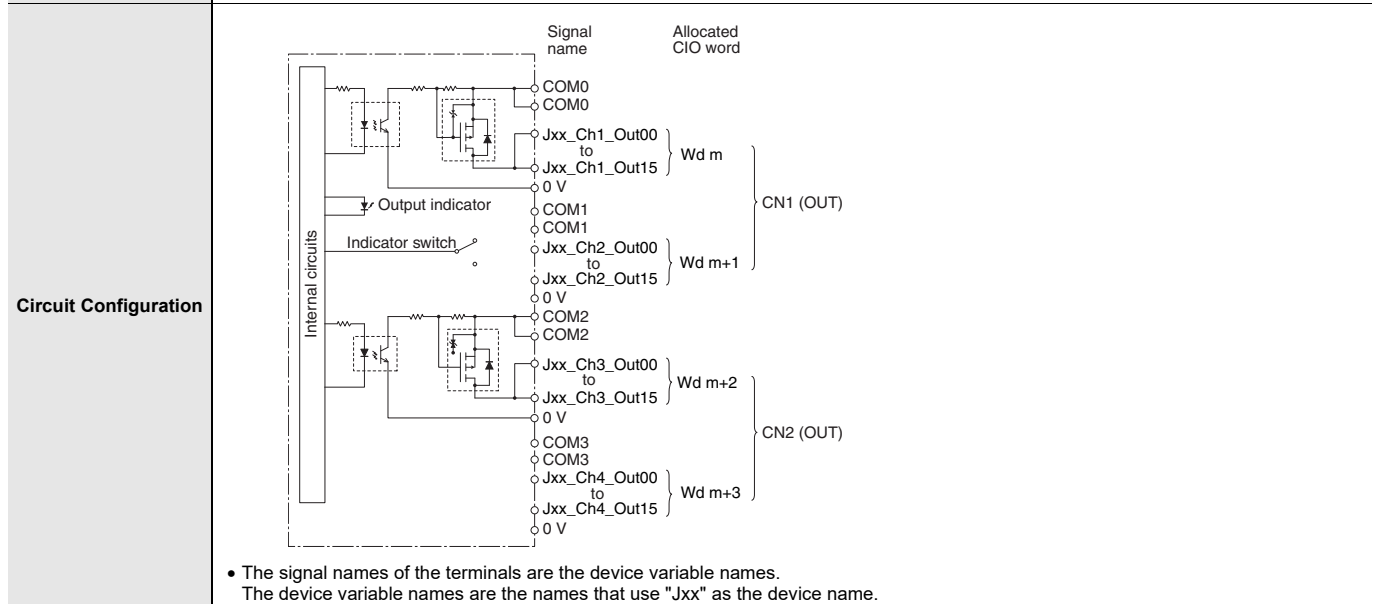 Circuit Configuration
Signal
name
Allocated
CIO word
COM0
COM0
Jxx_Ch1_Out00
to
Jxx_Ch1_Out15
Wd m
0 V
CN1 (OUT)
Output indicator
COM1
COM1
Indicator switch
Jxx_Ch2_Out00
to
Jxx_Ch2_Out15
Wd m+1
0 V
Internal circuits
COM2
COM2
Jxx_Ch3_Out00
to
Jxx_Ch3_Out15
Wd m+2
0 V
CN2 (OUT)
COM3
COM3
Jxx_Ch4_Out00
to
Jxx_Ch4_Out15
Wd m+3
0 V
• The signal names of the terminals are the device variable names.
The device variable names are the names that use "Jxx" as the device name.